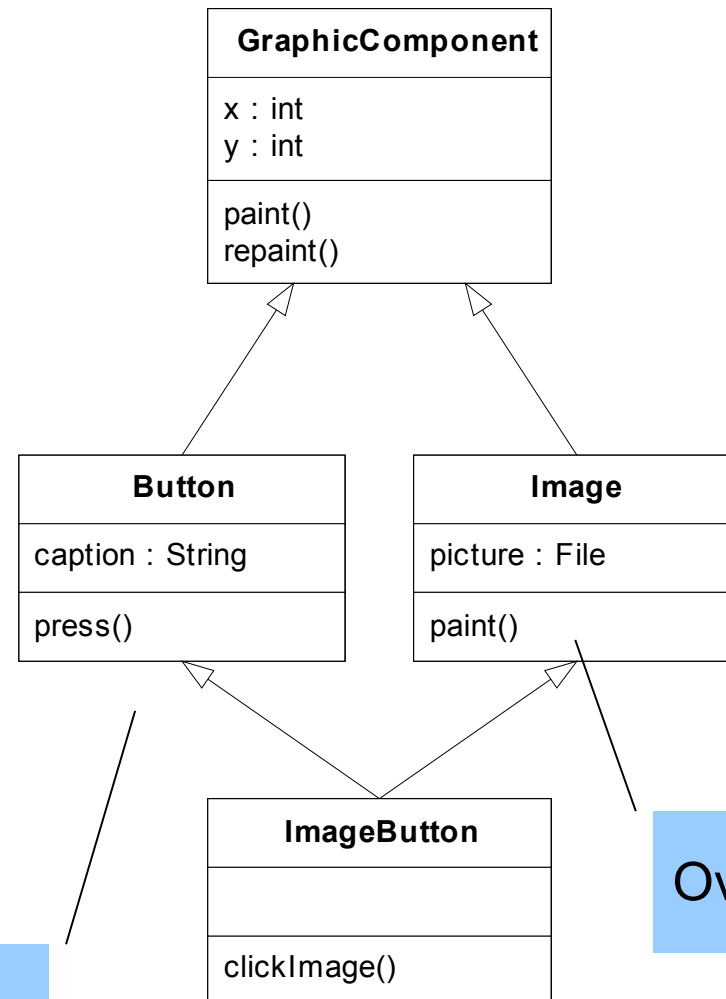 GraphicComponent
x : int
y : int
paint()
repaint()
Button
caption : String
press()
Image
picture : File
paint()
ImageButton
clickImage()